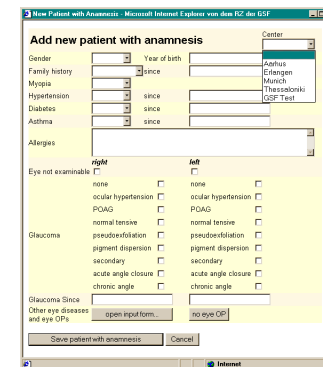 New Patient with Anamnesis - Microsoft Internet Explorer von dem RZ der GSF
Center
Add new patient with anamnesis
Gender Year of birth
Aarhus
Family history since
Erlangen
Myopia
Munich
Thessaloniki
Hypertension since
GSF Test
Diabetes since
Asthma since
Allergies
right left
Eye not examinable
none none
ocular hypertension ocular hypertension
POAG POAG
normal tensive normal tensive
Glaucoma pseudoexfoliation pseudoexfoliation
pigment dispersion pigment dispersion
secondary secondary
acute angle closure acute angle closure
chronic angle chronic angle
Glaucoma Since
Other eye diseases
and eye OPs open input form... no eye OP
Save patient with anamnesis Cancel
Internet